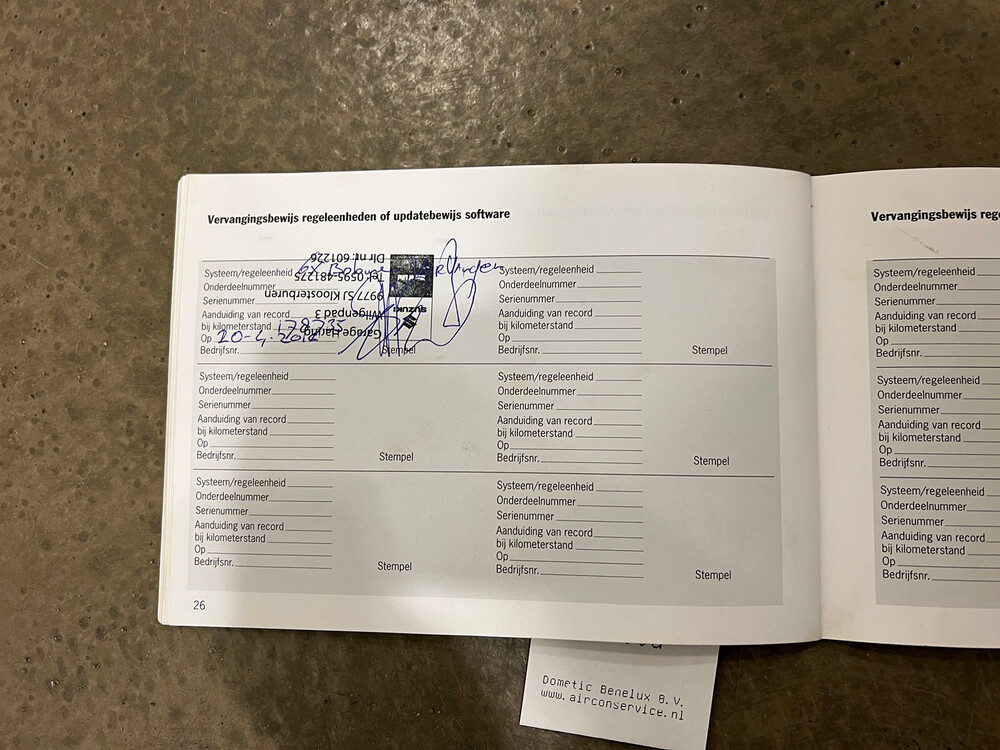 Vervangingsbewijs regeleenheden of updatebewijs software
Systeem/regeleenheid
Onderdeelnummer
Serienummer
Aanduiding van record
bij kilometerstand 178735
Op 20-4-2012
Bedrijfsnr.
Stempel
Garage Haring
Wilgenpad 3
9977 SJ Kloosterburen
Tel:0595-481275
Dlr nr: 601226
SUZUKI
Systeem/regeleenheid
Onderdeelnummer
Serienummer
Aanduiding van record
bij kilometerstand
Op
Bedrijfsnr.
Stempel
Systeem/regeleenheid
Onderdeelnummer
Serienummer
Aanduiding van record
bij kilometerstand
Op
Bedrijfsnr.
Stempel
Systeem/regeleenheid
Onderdeelnummer
Serienummer
Aanduiding van record
bij kilometerstand
Op
Bedrijfsnr.
Stempel
Systeem/regeleenheid
Onderdeelnummer
Serienummer
Aanduiding van record
bij kilometerstand
Op
Bedrijfsnr.
Stempel
Systeem/regeleenheid
Onderdeelnummer
Serienummer
Aanduiding van record
bij kilometerstand
Op
Bedrijfsnr.
Stempel
26
Vervangingsbewijs
Systeem/regeleenheid
Onderdeelnummer
Serienummer
Aanduiding van record
bij kilometerstand
Op
Bedrijfsnr.
Systeem/regeleenheid
Onderdeelnummer
Serienummer
Aanduiding van record
bij kilometerstand
Op
Bedrijfsnr.
Systeem/regeleenheid
Onderdeelnummer
Serienummer
Aanduiding van record
bij kilometerstand
Op
Bedrijfsnr.
Dometic Benelux B.V.
www.airconservice.nl